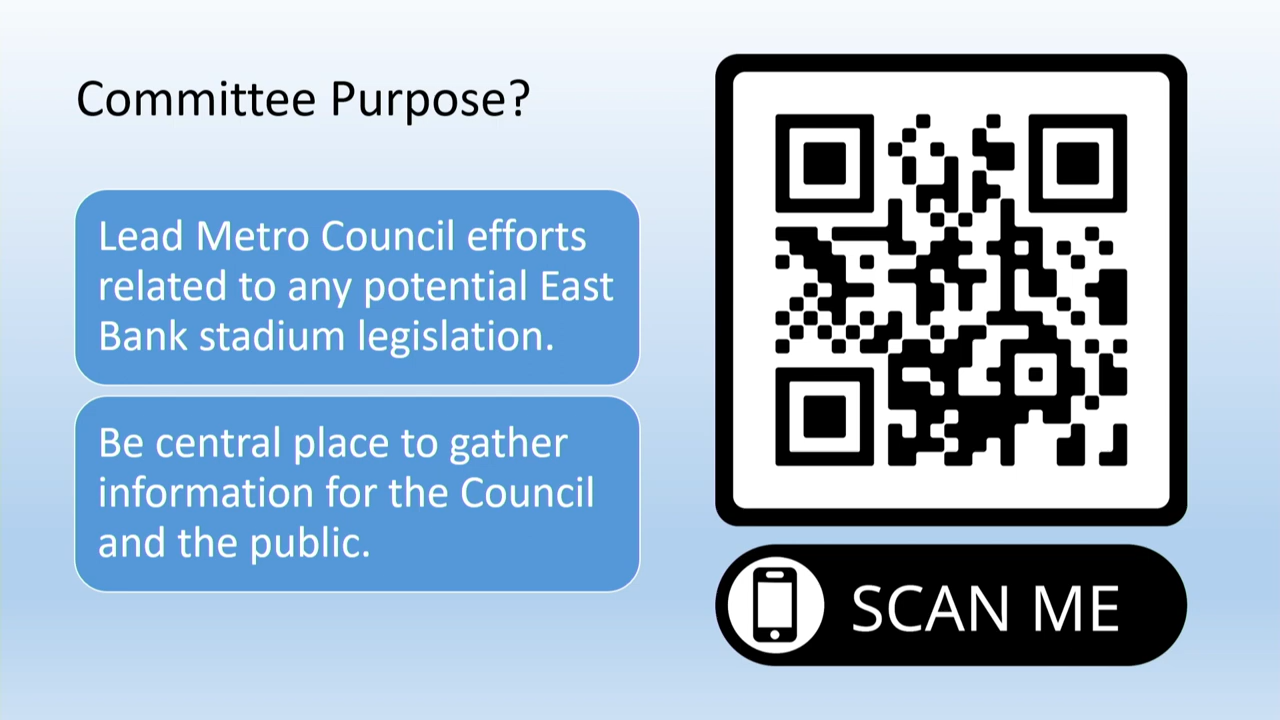 Committee Purpose?
Lead Metro Council efforts
related to any potential East
Bank stadium legislation.
Be central place to gather
information for the Council
and the public.
SCAN ME